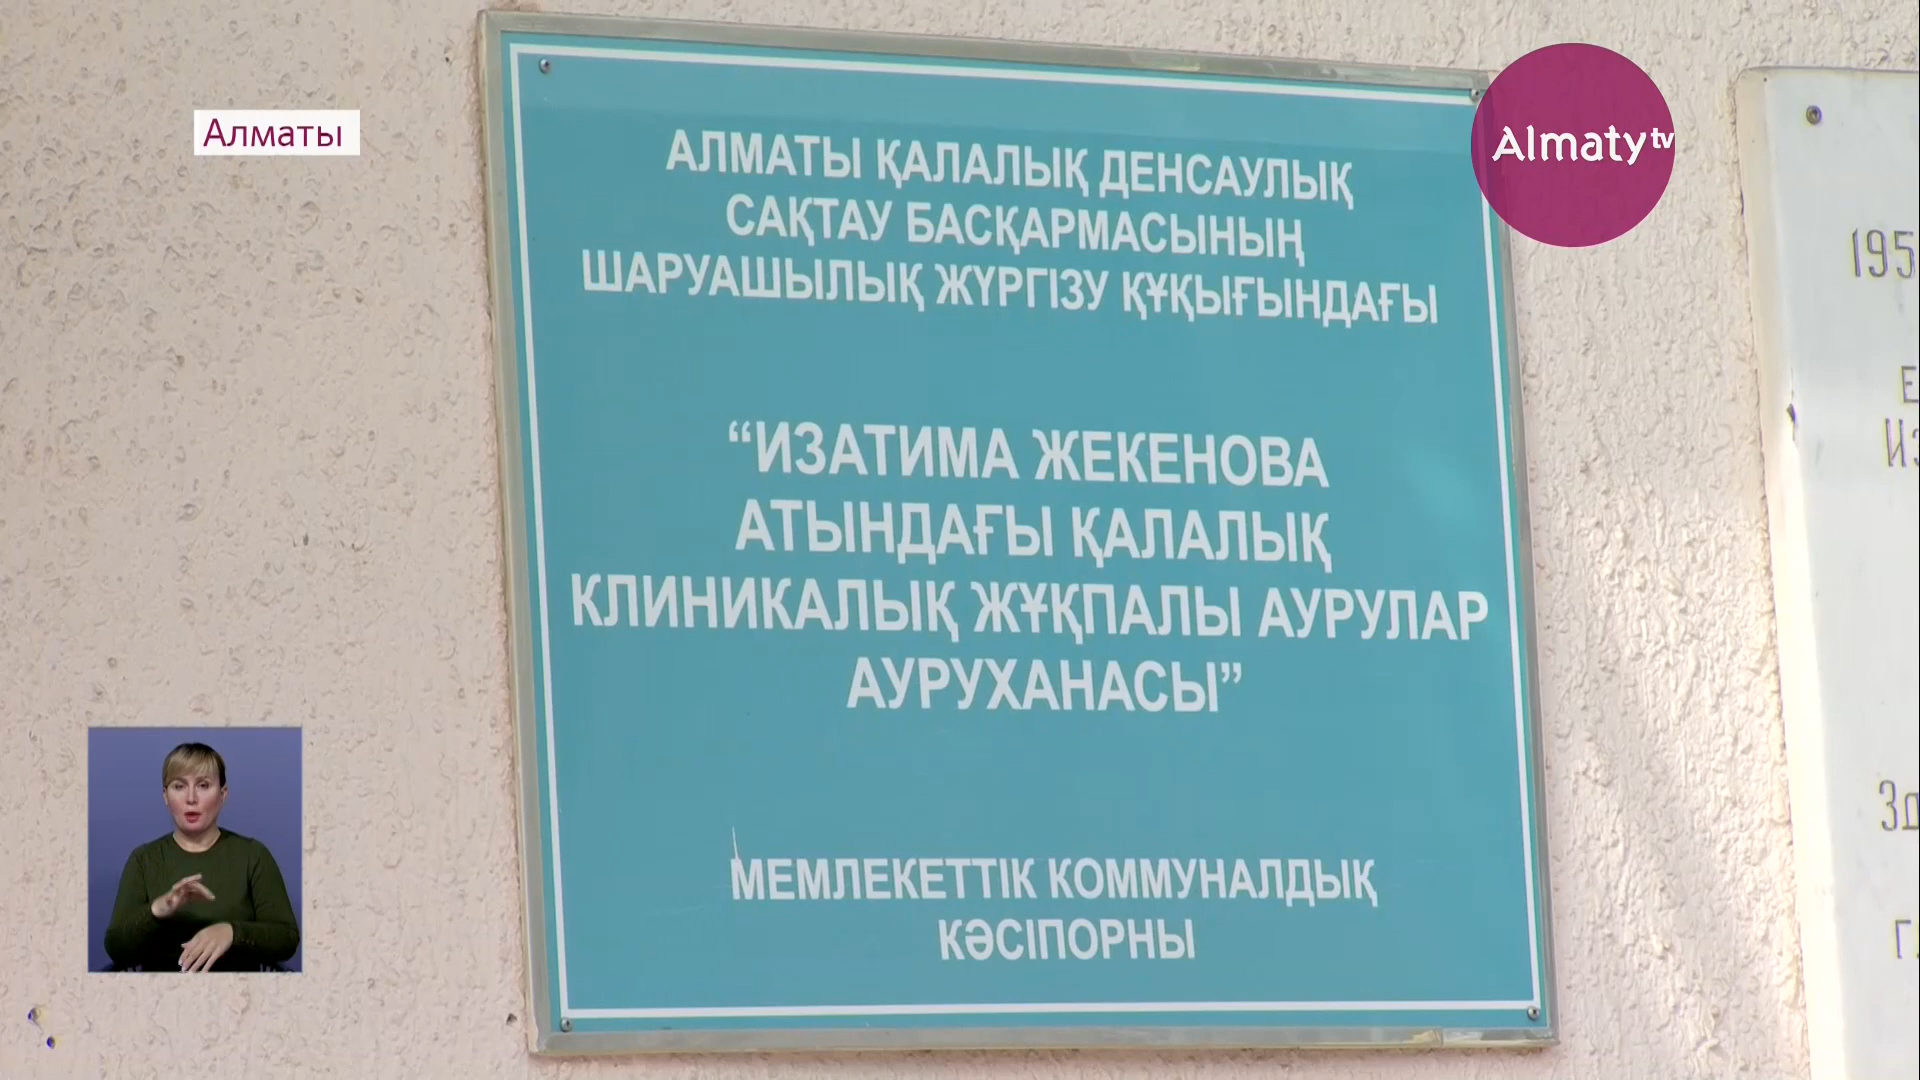 Алматы
Almaty tv
АЛМАТЫ ҚАЛАЛЫҚ ДЕНСАУЛЫҚ
САҚТАУ БАСҚАРМАСЫНЫҢ
ШАРУАШЫЛЫҚ ЖҮРГІЗУ ҚҰҚЫҒЫНДАҒЫ
“ИЗАТИМА ЖЕКЕНОВА
АТЫНДАҒЫ ҚАЛАЛЫҚ
КЛИНИКАЛЫҚ ЖҰҚПАЛЫ АУРУЛАР
АУРУХАНАСЫ”
МЕМЛЕКЕТТІК КОММУНАЛДЫҚ
КӘСІПОРНЫ